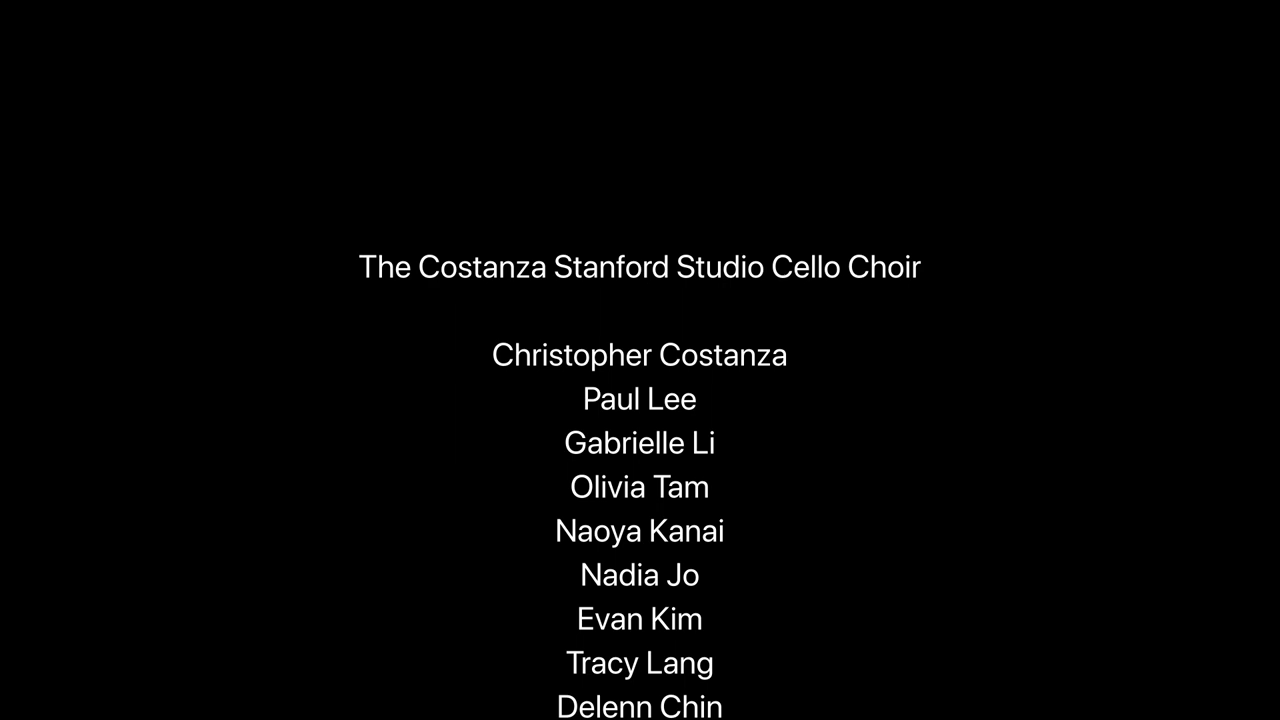 The Costanza Stanford Studio Cello Choir
Christopher Costanza
Paul Lee
Gabrielle Li
Olivia Tam
Naoya Kanai
Nadia Jo
Evan Kim
Tracy Lang
Delenn Chin